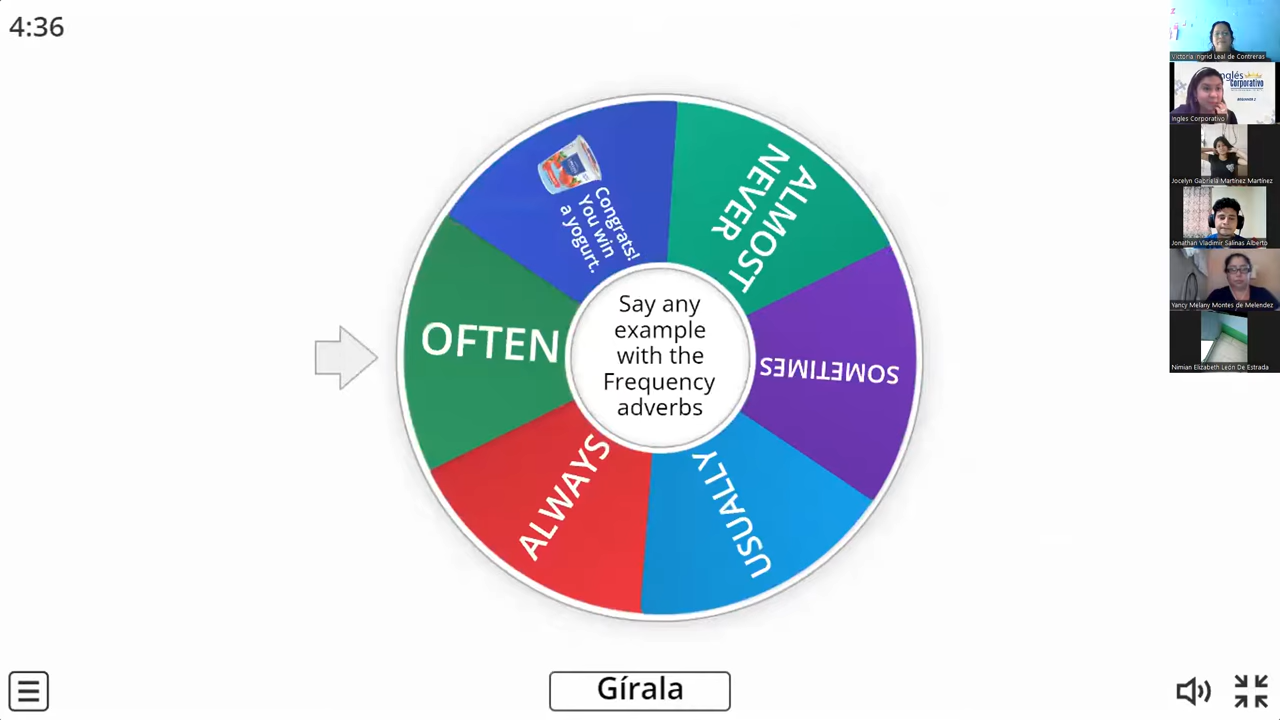 4:36
Congrats!
You win
a yogurt.
ALMOST
NEVER
OFTEN
SOMETIMES
ALWAYS
USUALLY
Say any
example
with the
Frequency
adverbs
Gírala
Victoria Ingrid Leal de Contreras
Inglés
Corporativo
Ingles Corporativo
Jocelyn Gabriela Martínez Martínez
Jonathan Vladimir Salinas Alberto
Yancy Melany Montes de Melendez
Nimian Elizabeth León De Estrada